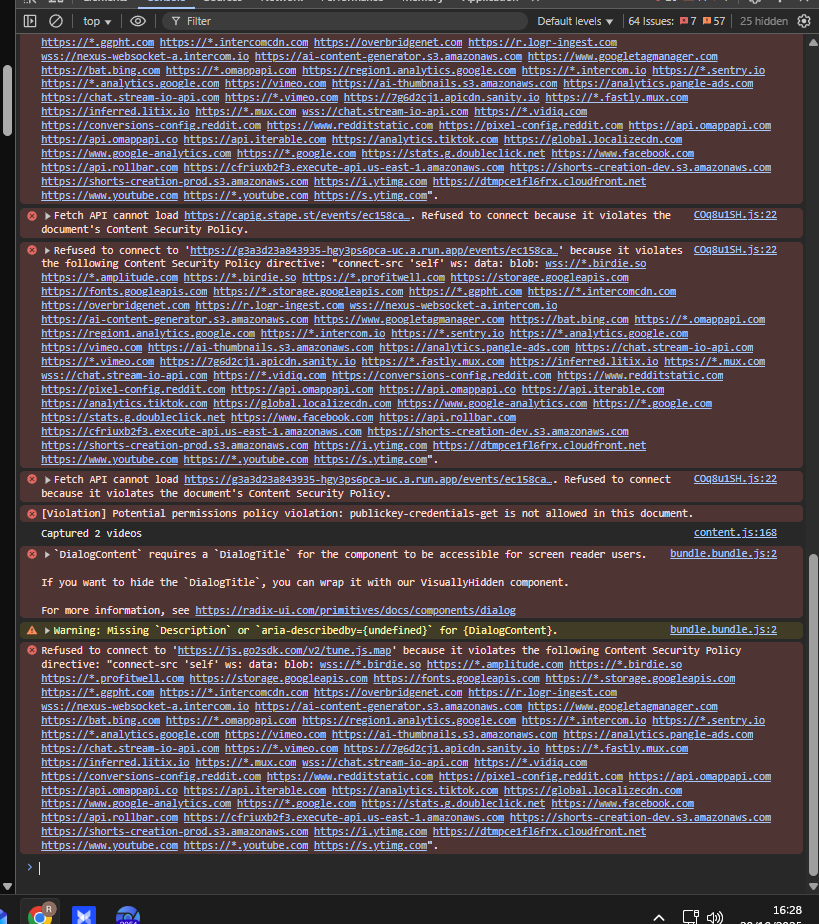 top
Filter
Default levels
64 Issues: 7 57
25 hidden
https://*.ggpht.com https://*.intercomcdn.com https://overbridgenet.com https://r.logr-ingest.com
wss://nexus-websocket-a.intercom.io https://ai-content-generator.s3.amazonaws.com https://www.googletagmanager.com
https://bat.bing.com https://*.omappapi.com https://region1.analytics.google.com https://*.intercom.io https://*.sentry.io
https://*.analytics.google.com https://vimeo.com https://ai-thumbnails.s3.amazonaws.com https://analytics.pangle-ads.com
https://chat.stream-io-api.com https://*.vimeo.com https://7g6d2cj1.apicdn.sanity.io https://*.fastly.mux.com
https://inferred.litix.io https://*.mux.com wss://chat.stream-io-api.com https://*.vidiq.com
https://conversions-config.reddit.com https://www.redditstatic.com https://pixel-config.reddit.com https://api.omappapi.com
https://api.omappapi.co https://api.iterable.com https://analytics.tiktok.com https://global.localizecdn.com
https://www.google-analytics.com https://*.google.com https://stats.g.doubleclick.net https://www.facebook.com
https://api.rollbar.com https://cfriuxb2f3.execute-api.us-east-1.amazonaws.com https://shorts-creation-dev.s3.amazonaws.com
https://shorts-creation-prod.s3.amazonaws.com https://i.ytimg.com https://dtmpce1fl6frx.cloudfront.net
https://www.youtube.com https://*.youtube.com https://s.ytimg.com".
Fetch API cannot load https://capig.stape.st/events/ec158ca…. Refused to connect because it violates the COq8u1SH.js:22
document's Content Security Policy.
Refused to connect to 'https://g3a3d23a843935-hgy3ps6pca-uc.a.run.app/events/ec158ca…' because it violates COq8u1SH.js:22
the following Content Security Policy directive: "connect-src 'self' ws: data: blob: wss://*.birdie.so
https://*.amplitude.com https://*.birdie.so https://*.profitwell.com https://storage.googleapis.com
https://fonts.googleapis.com https://*.storage.googleapis.com https://*.ggpht.com https://*.intercomcdn.com
https://overbridgenet.com https://r.logr-ingest.com wss://nexus-websocket-a.intercom.io
https://ai-content-generator.s3.amazonaws.com https://www.googletagmanager.com https://bat.bing.com https://*.omappapi.com
https://region1.analytics.google.com https://*.intercom.io https://*.sentry.io https://*.analytics.google.com
https://vimeo.com https://ai-thumbnails.s3.amazonaws.com https://analytics.pangle-ads.com https://chat.stream-io-api.com
https://*.vimeo.com https://7g6d2cj1.apicdn.sanity.io https://*.fastly.mux.com https://inferred.litix.io https://*.mux.com
wss://chat.stream-io-api.com https://*.vidiq.com https://conversions-config.reddit.com https://www.redditstatic.com
https://pixel-config.reddit.com https://api.omappapi.com https://api.omappapi.co https://api.iterable.com
https://analytics.tiktok.com https://global.localizecdn.com https://www.google-analytics.com https://*.google.com
https://stats.g.doubleclick.net https://www.facebook.com https://api.rollbar.com
https://cfriuxb2f3.execute-api.us-east-1.amazonaws.com https://shorts-creation-dev.s3.amazonaws.com
https://shorts-creation-prod.s3.amazonaws.com https://i.ytimg.com https://dtmpce1fl6frx.cloudfront.net
https://www.youtube.com https://*.youtube.com https://s.ytimg.com".
Fetch API cannot load https://g3a3d23a843935-hgy3ps6pca-uc.a.run.app/events/ec158ca…. Refused to connect COq8u1SH.js:22
because it violates the document's Content Security Policy.
[Violation] Potential permissions policy violation: publickey-credentials-get is not allowed in this document.
Captured 2 videos content.js:168
`DialogContent` requires a `DialogTitle` for the component to be accessible for screen reader users. bundle.bundle.js:2
If you want to hide the `DialogTitle`, you can wrap it with our VisuallyHidden component.
For more information, see https://radix-ui.com/primitives/docs/components/dialog
Warning: Missing `Description` or `aria-describedby={undefined}` for {DialogContent}. bundle.bundle.js:2
Refused to connect to 'https://js.go2sdk.com/v2/tune.js.map' because it violates the following Content Security Policy
directive: "connect-src 'self' ws: data: blob: wss://*.birdie.so https://*.amplitude.com https://*.birdie.so
https://*.profitwell.com https://storage.googleapis.com https://fonts.googleapis.com https://*.storage.googleapis.com
https://*.ggpht.com https://*.intercomcdn.com https://overbridgenet.com https://r.logr-ingest.com
wss://nexus-websocket-a.intercom.io https://ai-content-generator.s3.amazonaws.com https://www.googletagmanager.com
https://bat.bing.com https://*.omappapi.com https://region1.analytics.google.com https://*.intercom.io https://*.sentry.io
https://*.analytics.google.com https://vimeo.com https://ai-thumbnails.s3.amazonaws.com https://analytics.pangle-ads.com
https://chat.stream-io-api.com https://*.vimeo.com https://7g6d2cj1.apicdn.sanity.io https://*.fastly.mux.com
https://inferred.litix.io https://*.mux.com wss://chat.stream-io-api.com https://*.vidiq.com
https://conversions-config.reddit.com https://www.redditstatic.com https://pixel-config.reddit.com https://api.omappapi.com
https://api.omappapi.co https://api.iterable.com https://analytics.tiktok.com https://global.localizecdn.com
https://www.google-analytics.com https://*.google.com https://stats.g.doubleclick.net https://www.facebook.com
https://api.rollbar.com https://cfriuxb2f3.execute-api.us-east-1.amazonaws.com https://shorts-creation-dev.s3.amazonaws.com
https://shorts-creation-prod.s3.amazonaws.com https://i.ytimg.com https://dtmpce1fl6frx.cloudfront.net
https://www.youtube.com https://*.youtube.com https://s.ytimg.com".
R
16:28